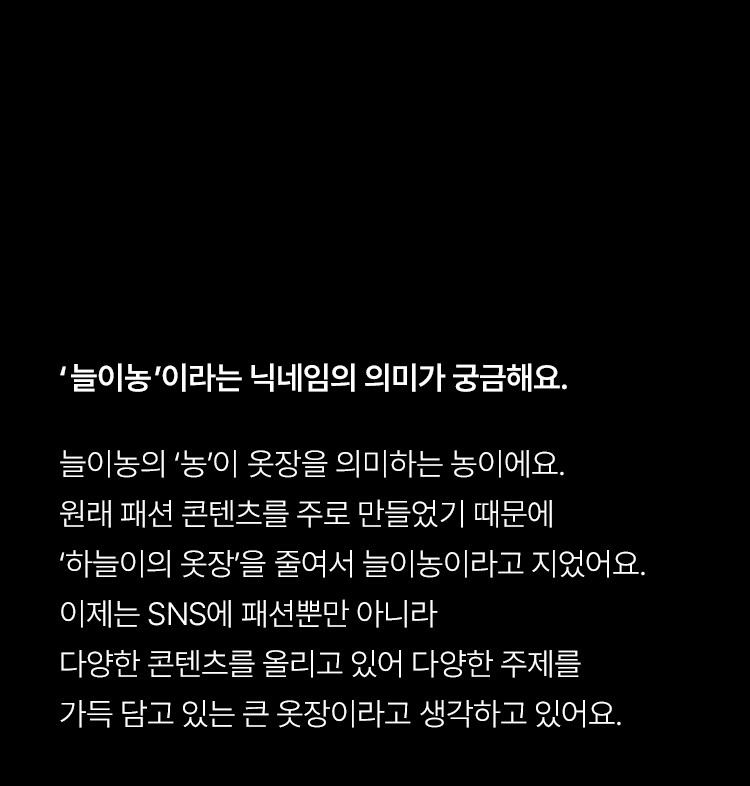 ‘늘이농’이라는 닉네임의 의미가 궁금해요.
늘이농의 ‘농’이 옷장을 의미하는 농이에요.
원래 패션 콘텐츠를 주로 만들었기 때문에
‘하늘이의 옷장’을 줄여서 늘이농이라고 지었어요.
이제는 SNS에 패션뿐만 아니라
다양한 콘텐츠를 올리고 있어 다양한 주제를
가득 담고 있는 큰 옷장이라고 생각하고 있어요.